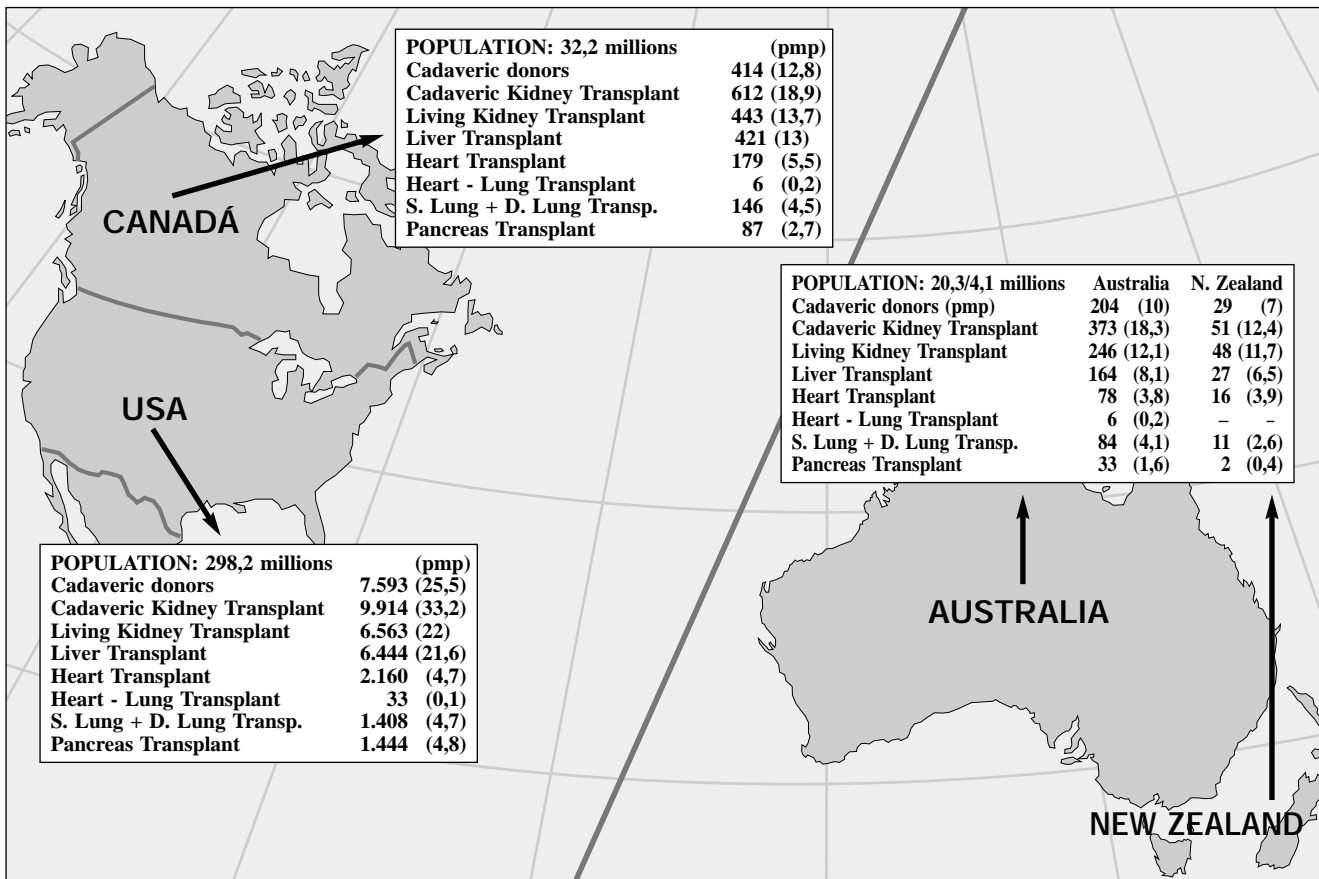 POPULATION: 32,2 millions (pmp)
Cadaveric donors 414 (12,8)
Cadaveric Kidney Transplant 612 (18,9)
Living Kidney Transplant 443 (13,7)
Liver Transplant 421 (13)
Heart Transplant 179 (5,5)
Heart - Lung Transplant 6 (0,2)
S. Lung + D. Lung Transp. 146 (4,5)
Pancreas Transplant 87 (2,7)
CANADÁ
POPULATION: 20,3/4,1 millions Australia N. Zealand
Cadaveric donors (pmp) 204 (10) 29 (7)
Cadaveric Kidney Transplant 373 (18,3) 51 (12,4)
Living Kidney Transplant 246 (12,1) 48 (11,7)
Liver Transplant 164 (8,1) 27 (6,5)
Heart Transplant 78 (3,8) 16 (3,9)
Heart - Lung Transplant 6 (0,2) – –
S. Lung + D. Lung Transp. 84 (4,1) 11 (2,6)
Pancreas Transplant 33 (1,6) 2 (0,4)
USA
POPULATION: 298,2 millions (pmp)
Cadaveric donors 7.593 (25,5)
Cadaveric Kidney Transplant 9.914 (33,2)
Living Kidney Transplant 6.563 (22)
Liver Transplant 6.444 (21,6)
Heart Transplant 2.160 (4,7)
Heart - Lung Transplant 33 (0,1)
S. Lung + D. Lung Transp. 1.408 (4,7)
Pancreas Transplant 1.444 (4,8)
AUSTRALIA
NEW ZEALAND